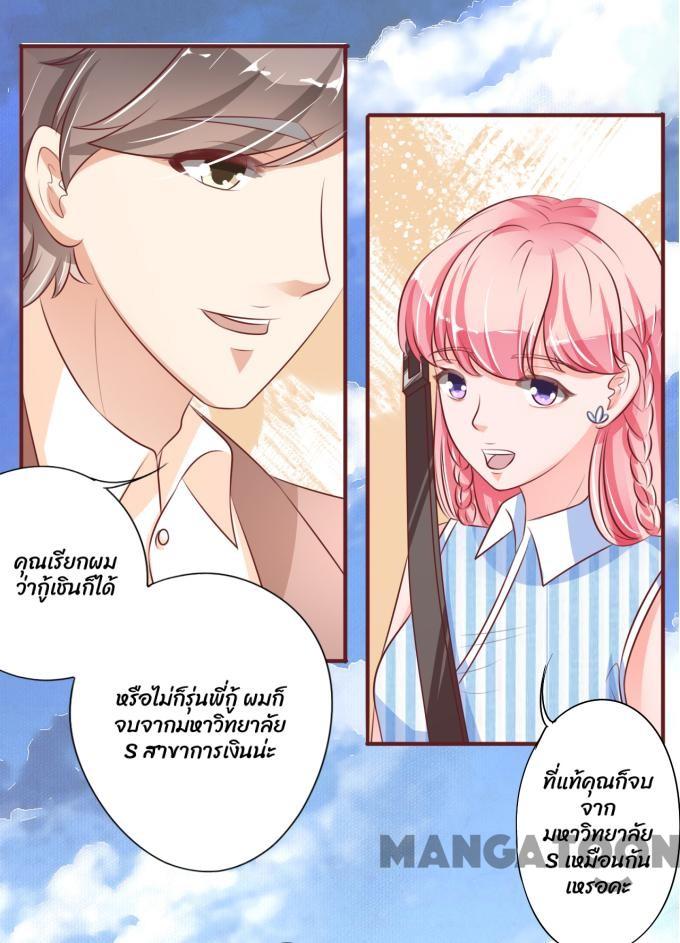 คุณเรียกผม
ว่ากู้เชินก็ได้
หรือไม่ก็รุ่นพี่กู้ ผมก็
จบจากมหาวิทยาลัย
S สาขาการเงินน่ะ
ที่แท้คุณก็จบ
จาก
มหาวิทยาลัย
S เหมือนกัน
เหรอคะ
MANGATOON